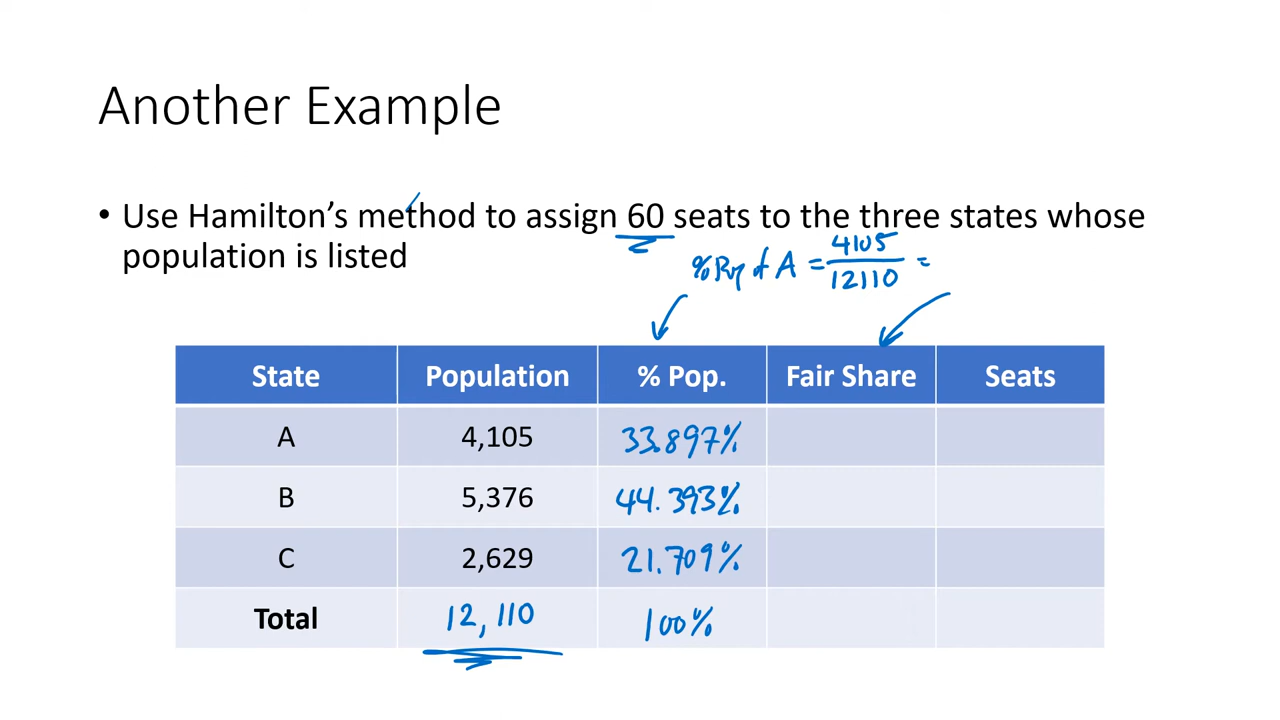 Another Example
• Use Hamilton's method to assign 60 seats to the three states whose
population is listed
% Pop of A = 4105/12110 =
State Population % Pop. Fair Share Seats
A 4,105 33.897%
B 5,376 44.393%
C 2,629 21.709%
Total 12,110 100%